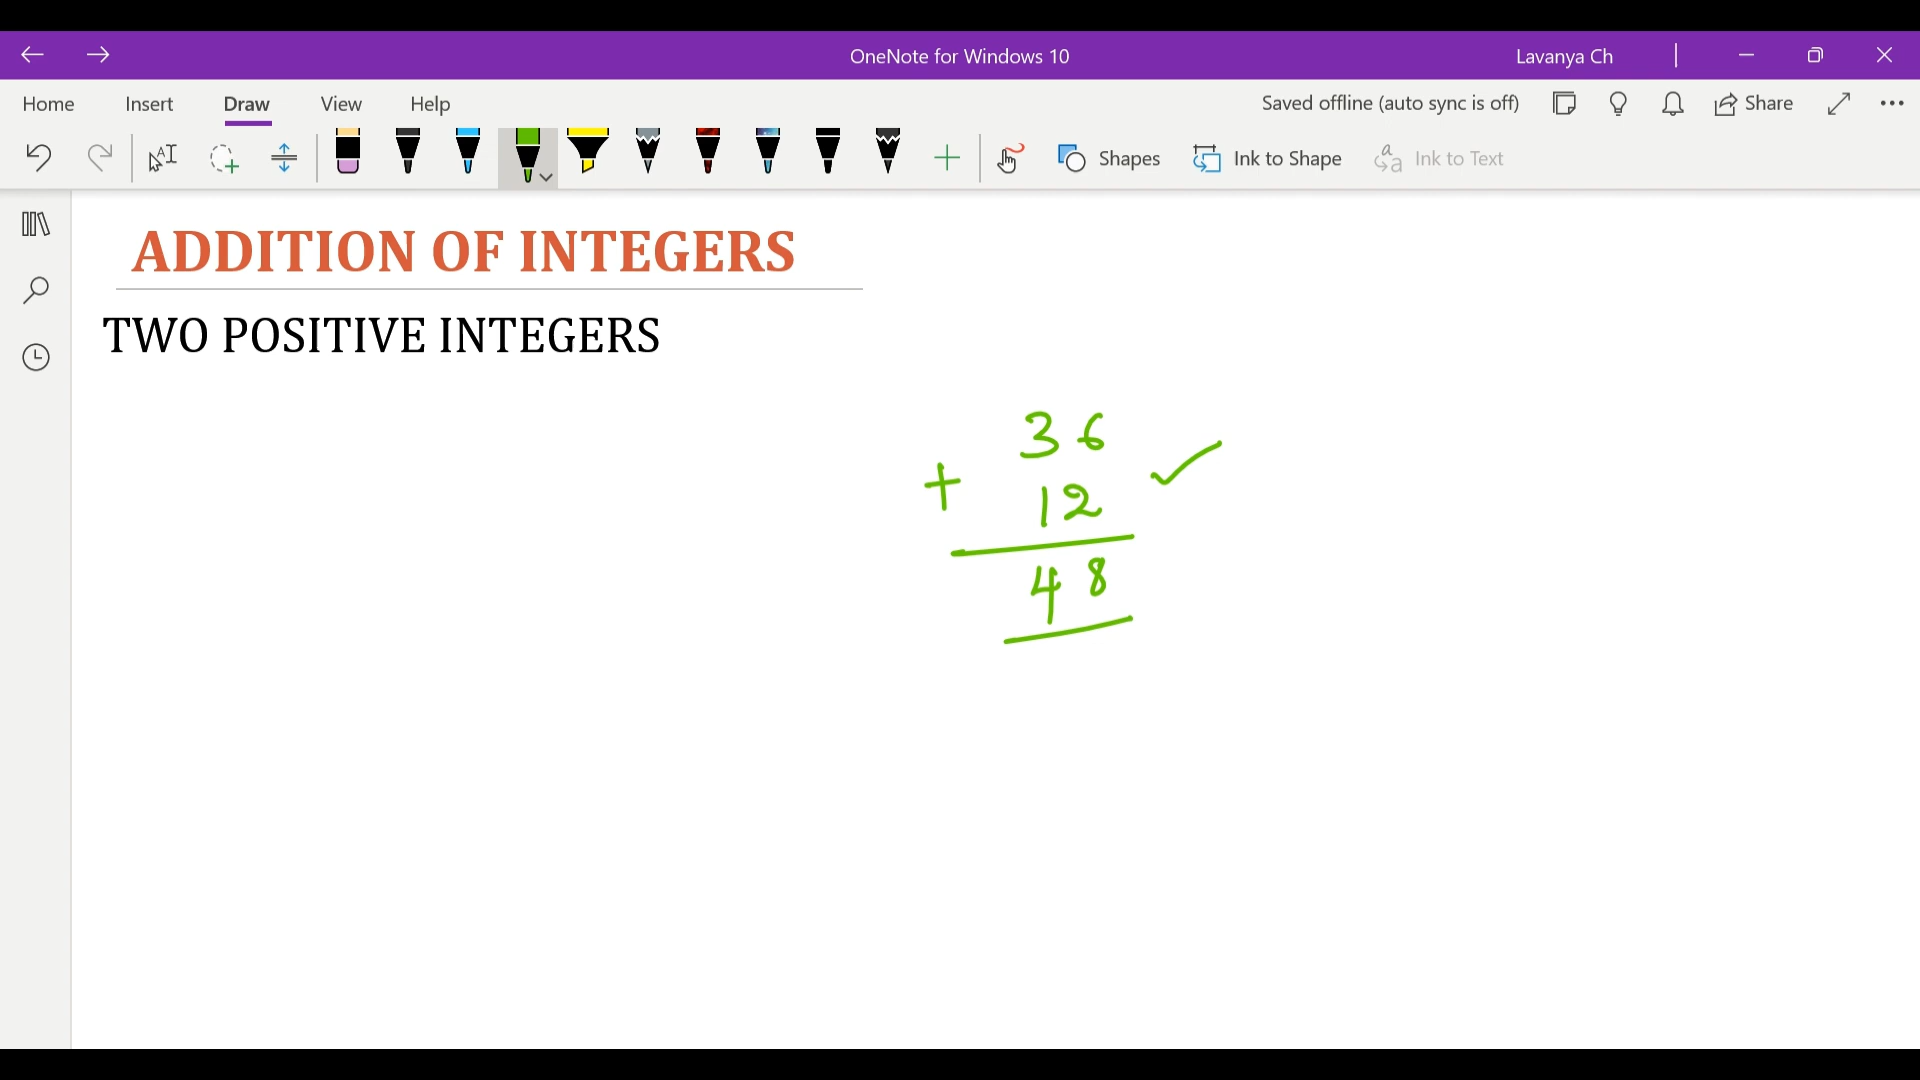 OneNote for Windows 10
Lavanya Ch
Home Insert Draw View Help
Saved offline (auto sync is off) Share
Shapes Ink to Shape Ink to Text
ADDITION OF INTEGERS
TWO POSITIVE INTEGERS
36
+ 12 ✓
48